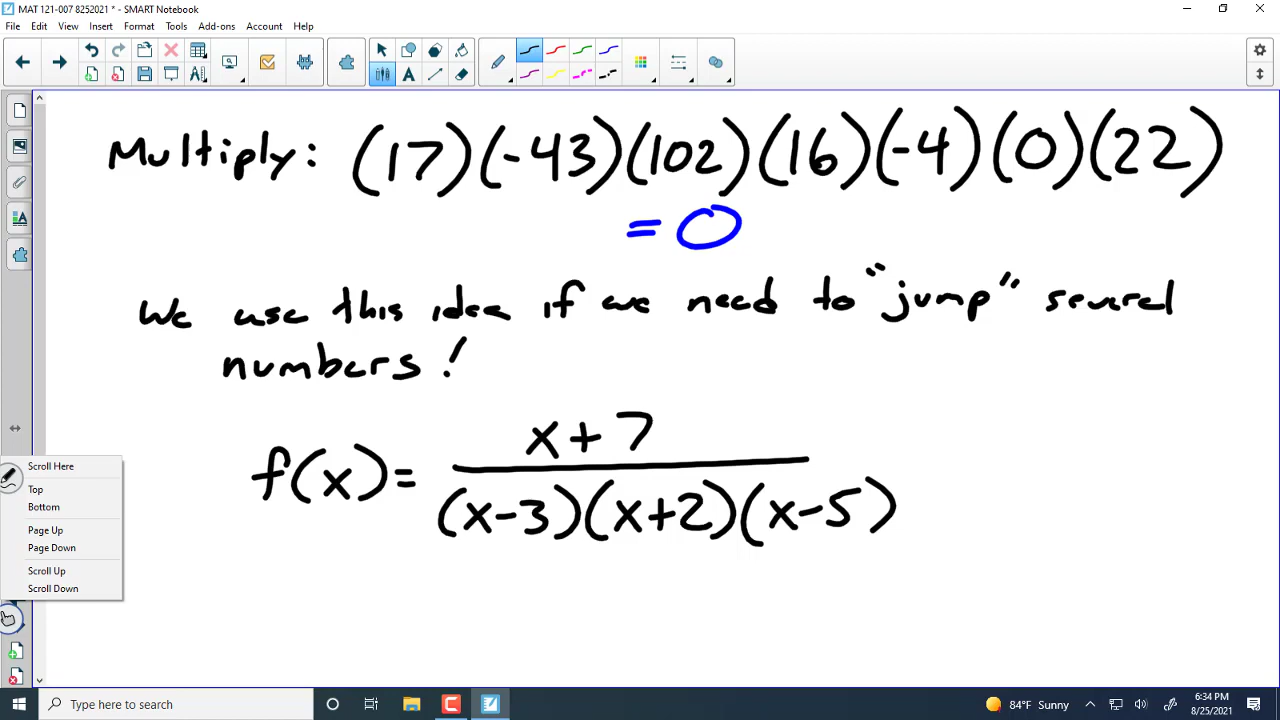 MAT 121-007 8252021 * - SMART Notebook
File Edit View Insert Format Tools Add-ons Account Help
Multiply: (17)(-43)(102)(16)(-4)(0)(22)
= 0
We use this idea if we need to "jump" several
numbers!
f(x)= x+7
(x-3)(x+2)(x-5)
Scroll Here
Top
Bottom
Page Up
Page Down
Scroll Up
Scroll Down
Type here to search
84°F Sunny
6:34 PM
8/25/2021